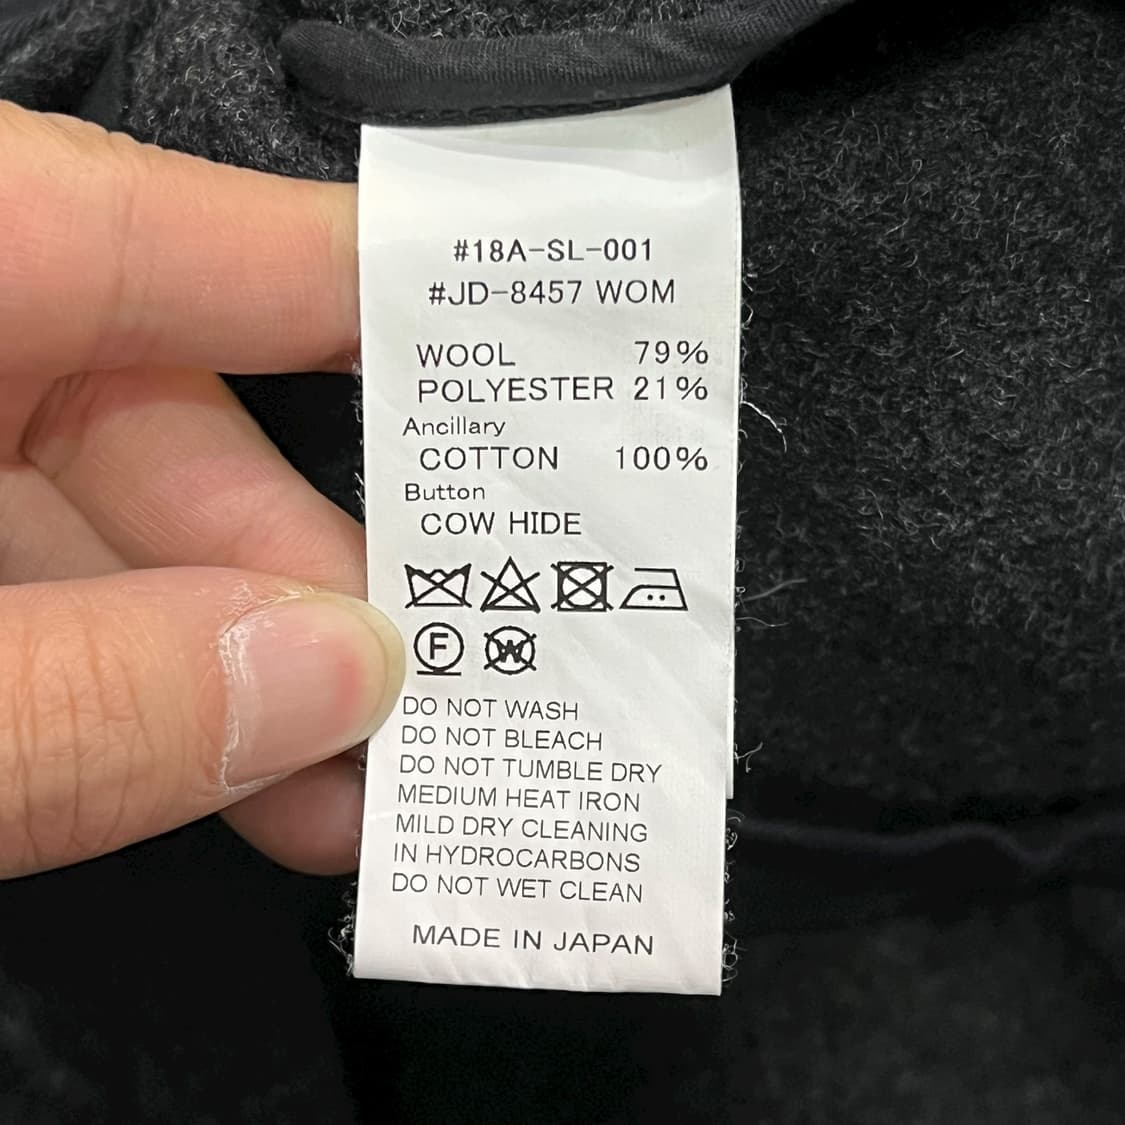 #18A-SL-001
#JD-8457 WOM
WOOL 79%
POLYESTER 21%
Ancillary
COTTON 100%
Button
COW HIDE
F W
DO NOT WASH
DO NOT BLEACH
DO NOT TUMBLE DRY
MEDIUM HEAT IRON
MILD DRY CLEANING
IN HYDROCARBONS
DO NOT WET CLEAN
MADE IN JAPAN